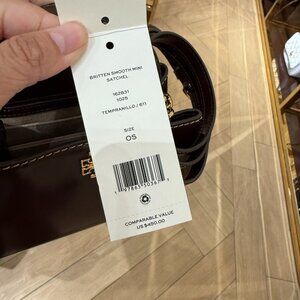 BRITTEN SMOOTH MINI
SATCHEL
162831
1025
TEMPRANILLO / 611
SIZE
OS
COMPARABLE VALUE
US $450.00